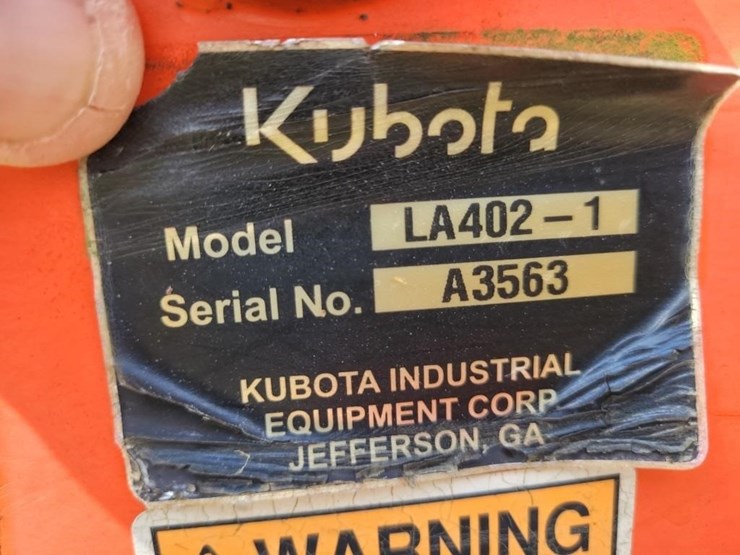 Kubota
Model LA402-1
Serial No. A3563
KUBOTA INDUSTRIAL
EQUIPMENT CORP
JEFFERSON, GA
WARNING